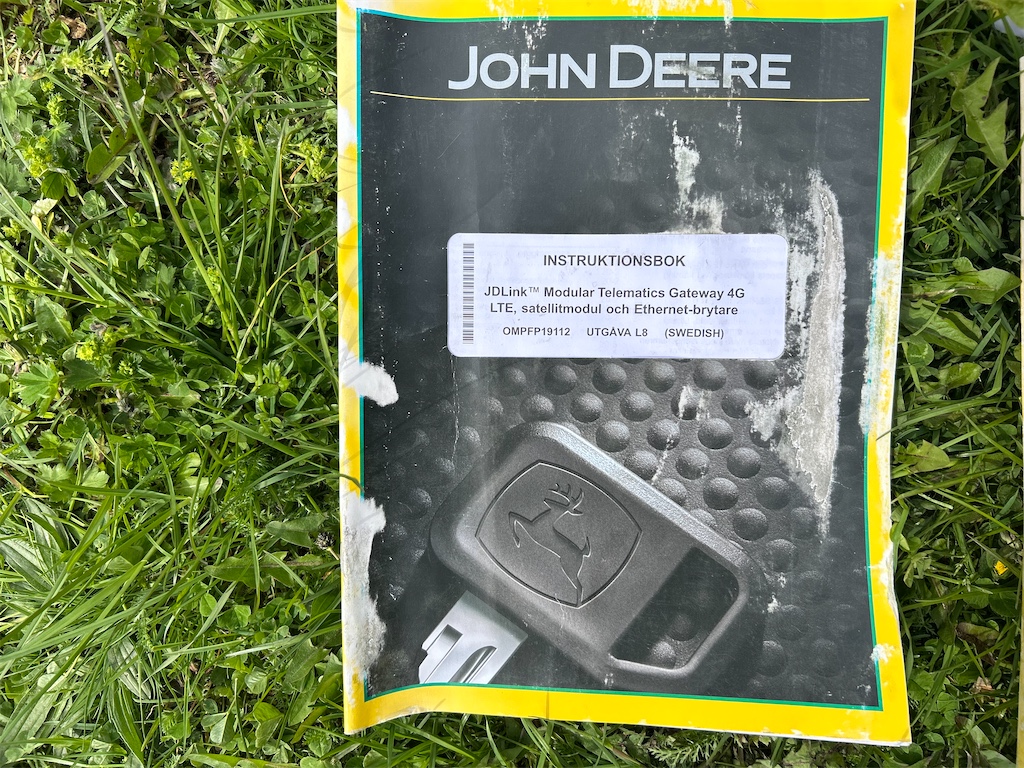 JOHN DEERE
INSTRUKTIONSBOK
JDLink™ Modular Telematics Gateway 4G
LTE, satellitmodul och Ethernet-brytare
OMPFP19112 UTGÅVA L8 (SWEDISH)